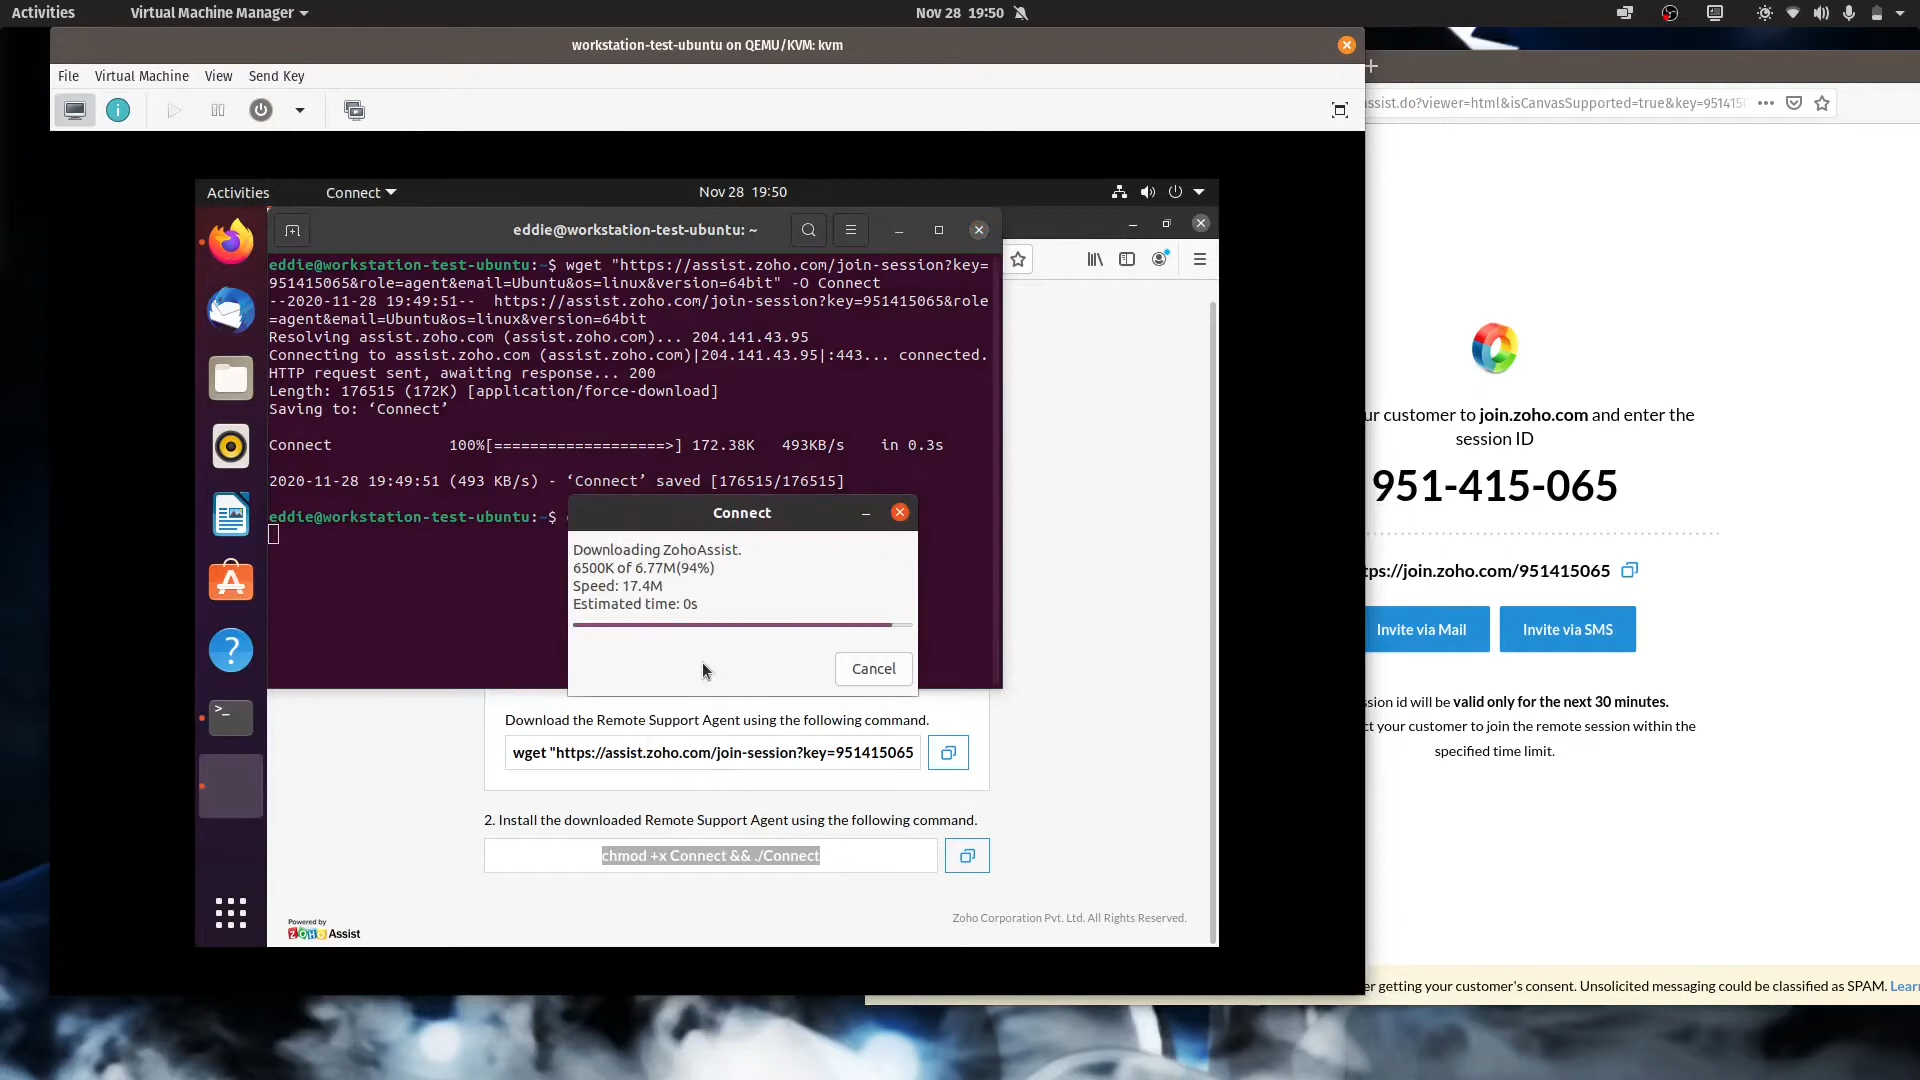 Activities
Virtual Machine Manager
Nov 28 19:50
workstation-test-ubuntu on QEMU/KVM: kvm
File Virtual Machine View Send Key
assist.do?viewer=html&isCanvasSupported=true&key=95141
Activities
Connect
Nov 28 19:50
eddie@workstation-test-ubuntu: ~
eddie@workstation-test-ubuntu:~$ wget "https://assist.zoho.com/join-session?key=
951415065&role=agent&email=Ubuntu&os=linux&version=64bit" -O Connect
--2020-11-28 19:49:51-- https://assist.zoho.com/join-session?key=951415065&role
=agent&email=Ubuntu&os=linux&version=64bit
Resolving assist.zoho.com (assist.zoho.com)... 204.141.43.95
Connecting to assist.zoho.com (assist.zoho.com)|204.141.43.95|:443... connected.
HTTP request sent, awaiting response... 200
Length: 176515 (172K) [application/force-download]
Saving to: ‘Connect’
Connect 100%[===================>] 172.38K 493KB/s in 0.3s
2020-11-28 19:49:51 (493 KB/s) - ‘Connect’ saved [176515/176515]
eddie@workstation-test-ubuntu:~$
Connect
Downloading ZohoAssist.
6500K of 6.77M(94%)
Speed: 17.4M
Estimated time: 0s
Cancel
Download the Remote Support Agent using the following command.
wget "https://assist.zoho.com/join-session?key=951415065
2. Install the downloaded Remote Support Agent using the following command.
chmod +x Connect && ./Connect
Powered by
ZOHO Assist
Zoho Corporation Pvt. Ltd. All Rights Reserved.
ur customer to join.zoho.com and enter the
session ID
951-415-065
tps://join.zoho.com/951415065
Invite via Mail
Invite via SMS
sion id will be valid only for the next 30 minutes.
ct your customer to join the remote session within the
specified time limit.
er getting your customer's consent. Unsolicited messaging could be classified as SPAM. Lear